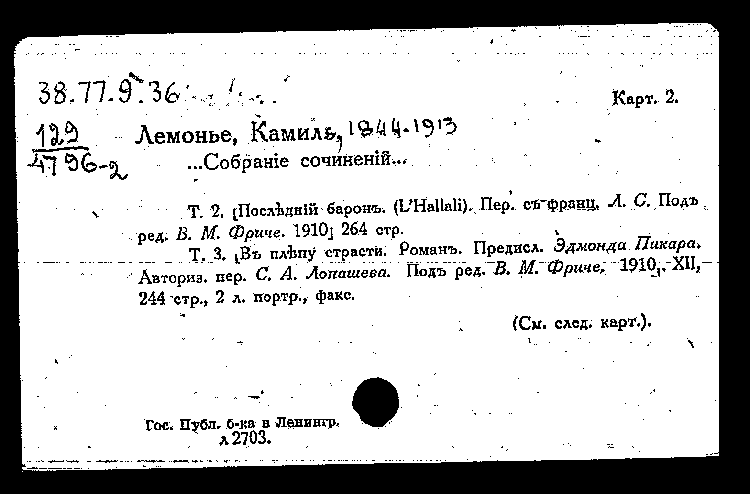 38.77.9.36
Карт. 2.
129
4796-2
Лемонье, Камиль, 1844-1913
...Собраніе сочиненій...
Т. 2. [Послѣдній баронъ. (L'Hallali). Пер. съ франц. Л. С. Подъ
ред. В. М. Фриче. 1910] 264 стр.
Т. 3. [Въ плѣну страсти. Романъ. Предисл. Эдмонда Пикара.
Авториз. пер. С. А. Лопашева. Подъ ред. В. М. Фриче. 1910]. XII,
244 стр., 2 л. портр., факс.
(См. след. карт.).
Гос. Публ. б-ка в Ленингр.
л 2703.